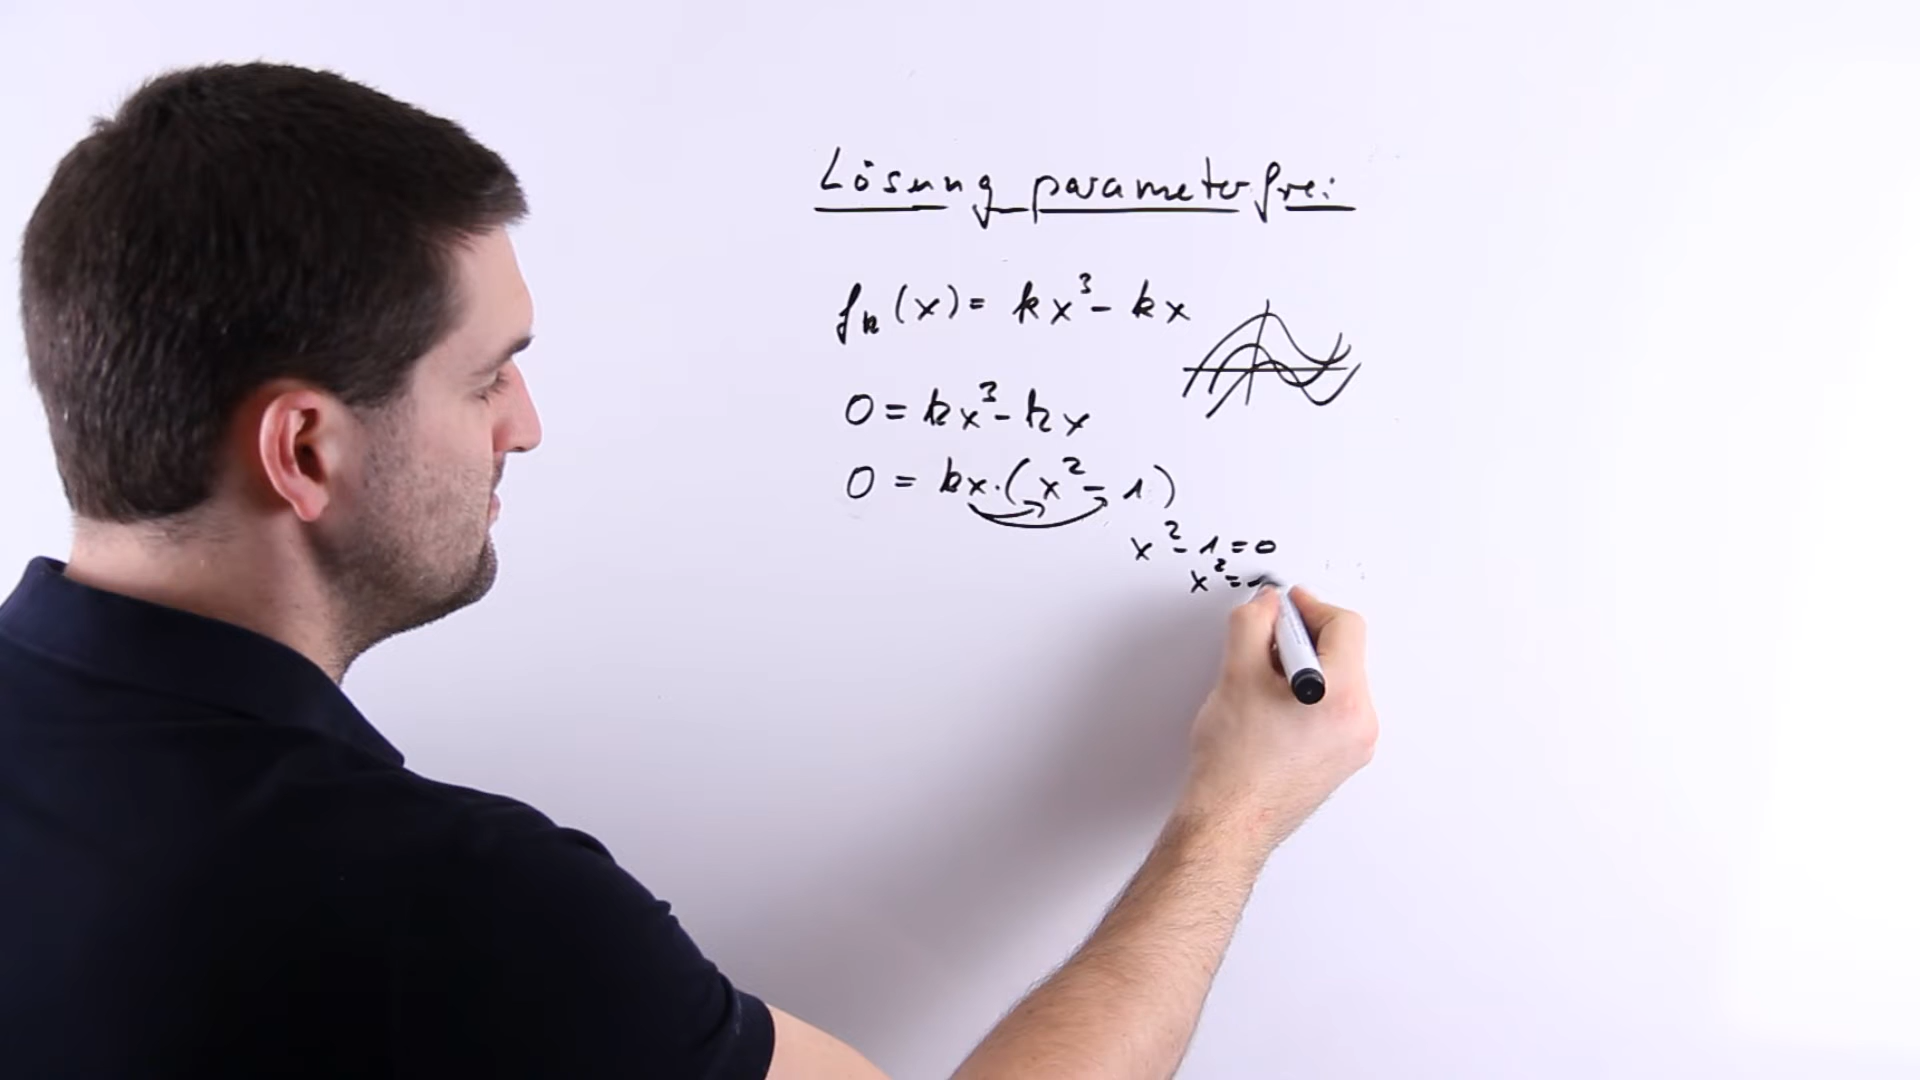 Lösung parameterfrei
fk(x) = kx³ - kx
0 = kx³ - kx
0 = kx·(x² - 1)
x² - 1 = 0
x² =